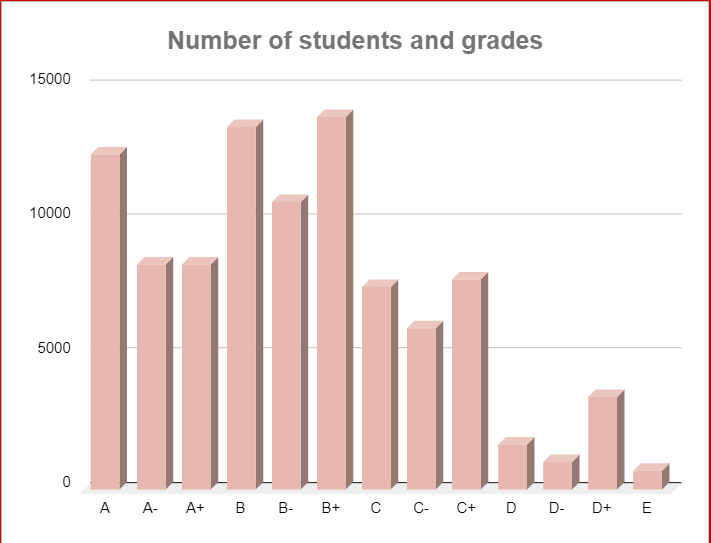 Number of students and grades
15000
10000
5000
0
A A- A+ B B- B+ C C- C+ D D- D+ E